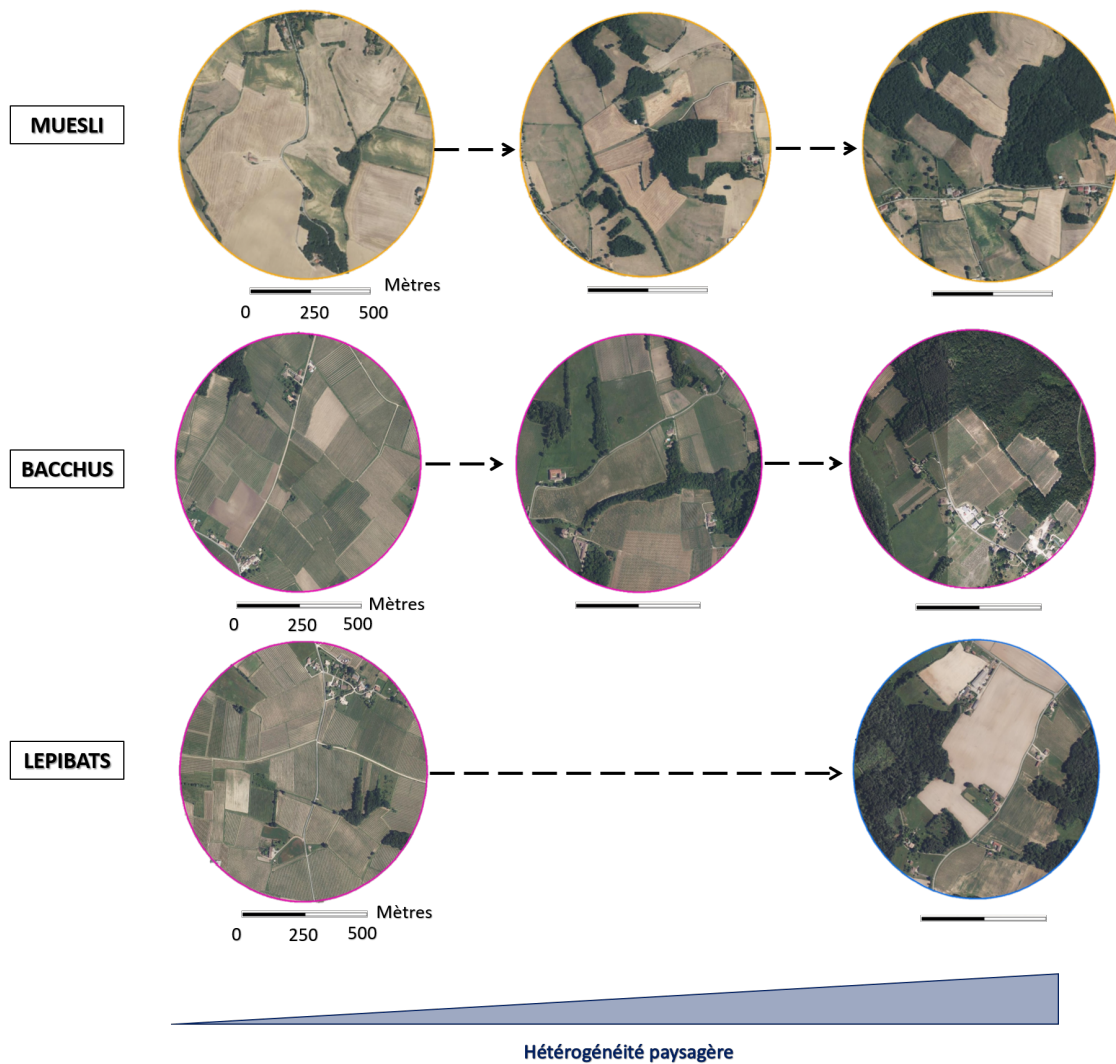 MUESLI
Mètres
0 250 500
BACCHUS
Mètres
0 250 500
LEPIBATS
Mètres
0 250 500
Hétérogénéité paysagère